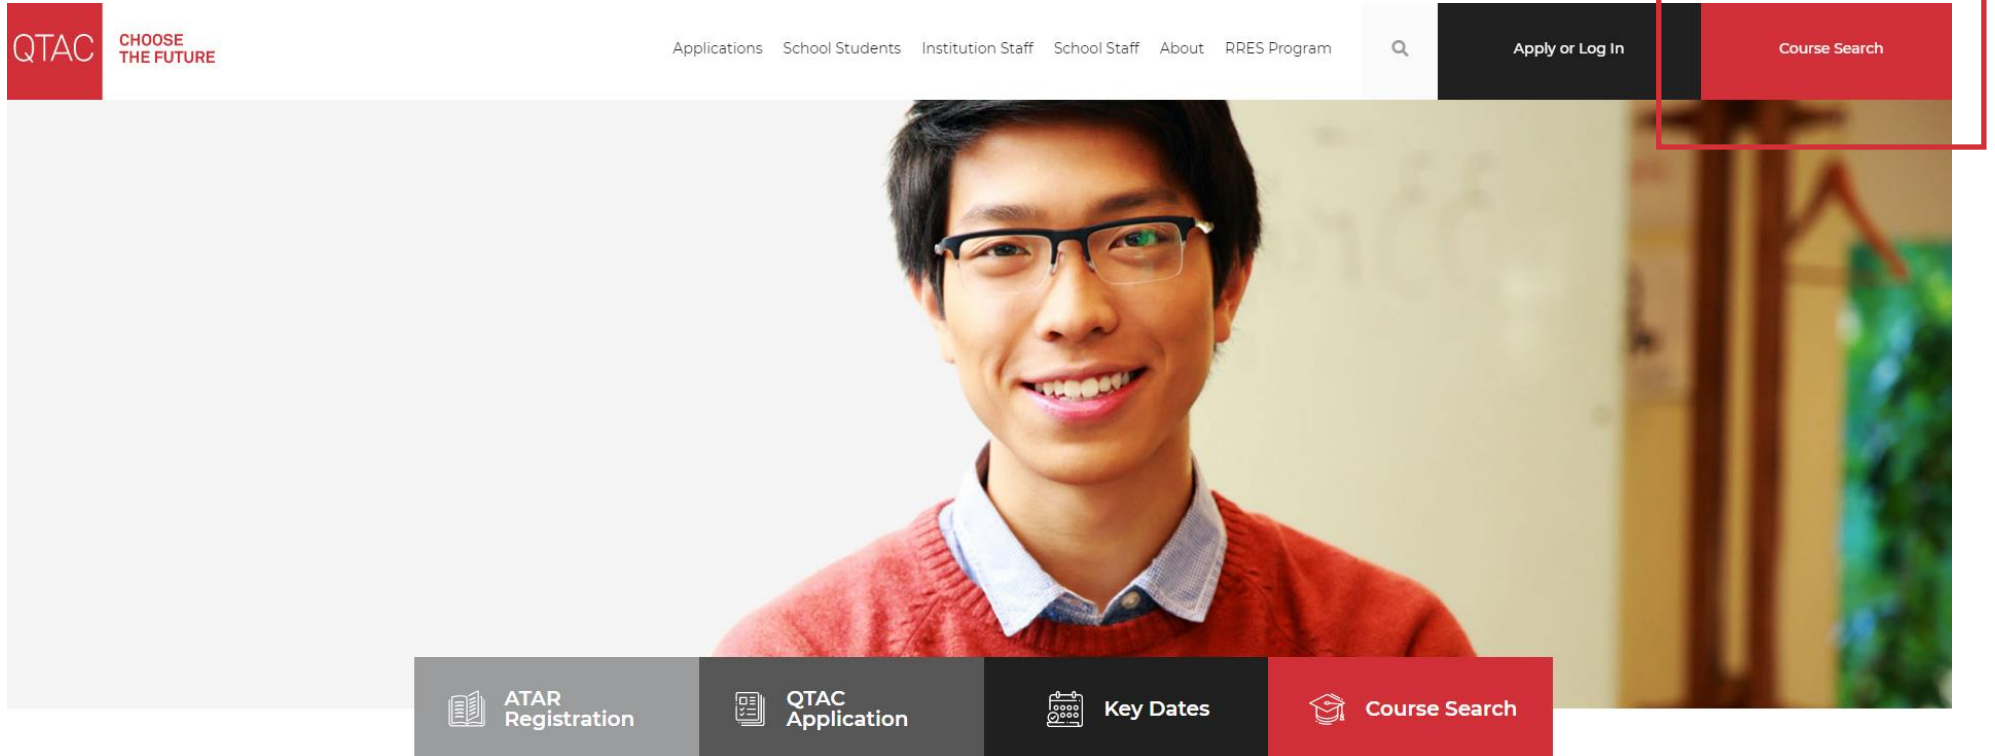 QTAC
CHOOSE
THE FUTURE
Applications School Students Institution Staff School Staff About RRES Program
Apply or Log In
Course Search
ATAR
Registration
QTAC
Application
Key Dates
Course Search